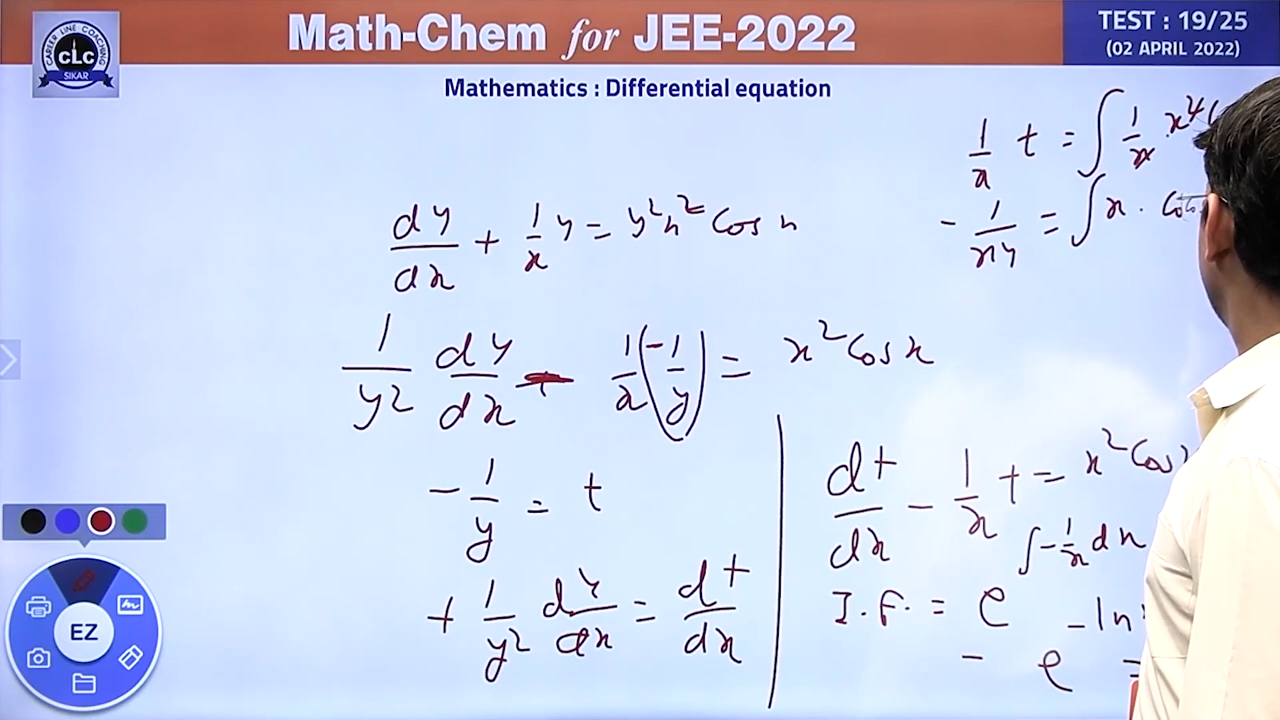 CAREER LINE COACHING
CLC
SIKAR
Math-Chem for JEE-2022
TEST : 19/25
(02 APRIL 2022)
Mathematics : Differential equation
dy/dx + 1/x y = y²x² Cos x
1/y² dy/dx - 1/x (-1/y) = x² Cos x
- 1/y = t
+ 1/y² dy/dx = dt/dx
1/x t = ∫ 1/x . x²
- 1/xy = ∫ x .
dt/dx - 1/x t = x² Cos
∫ - 1/x dx
I.F. = e
- ln
- e =
EZ